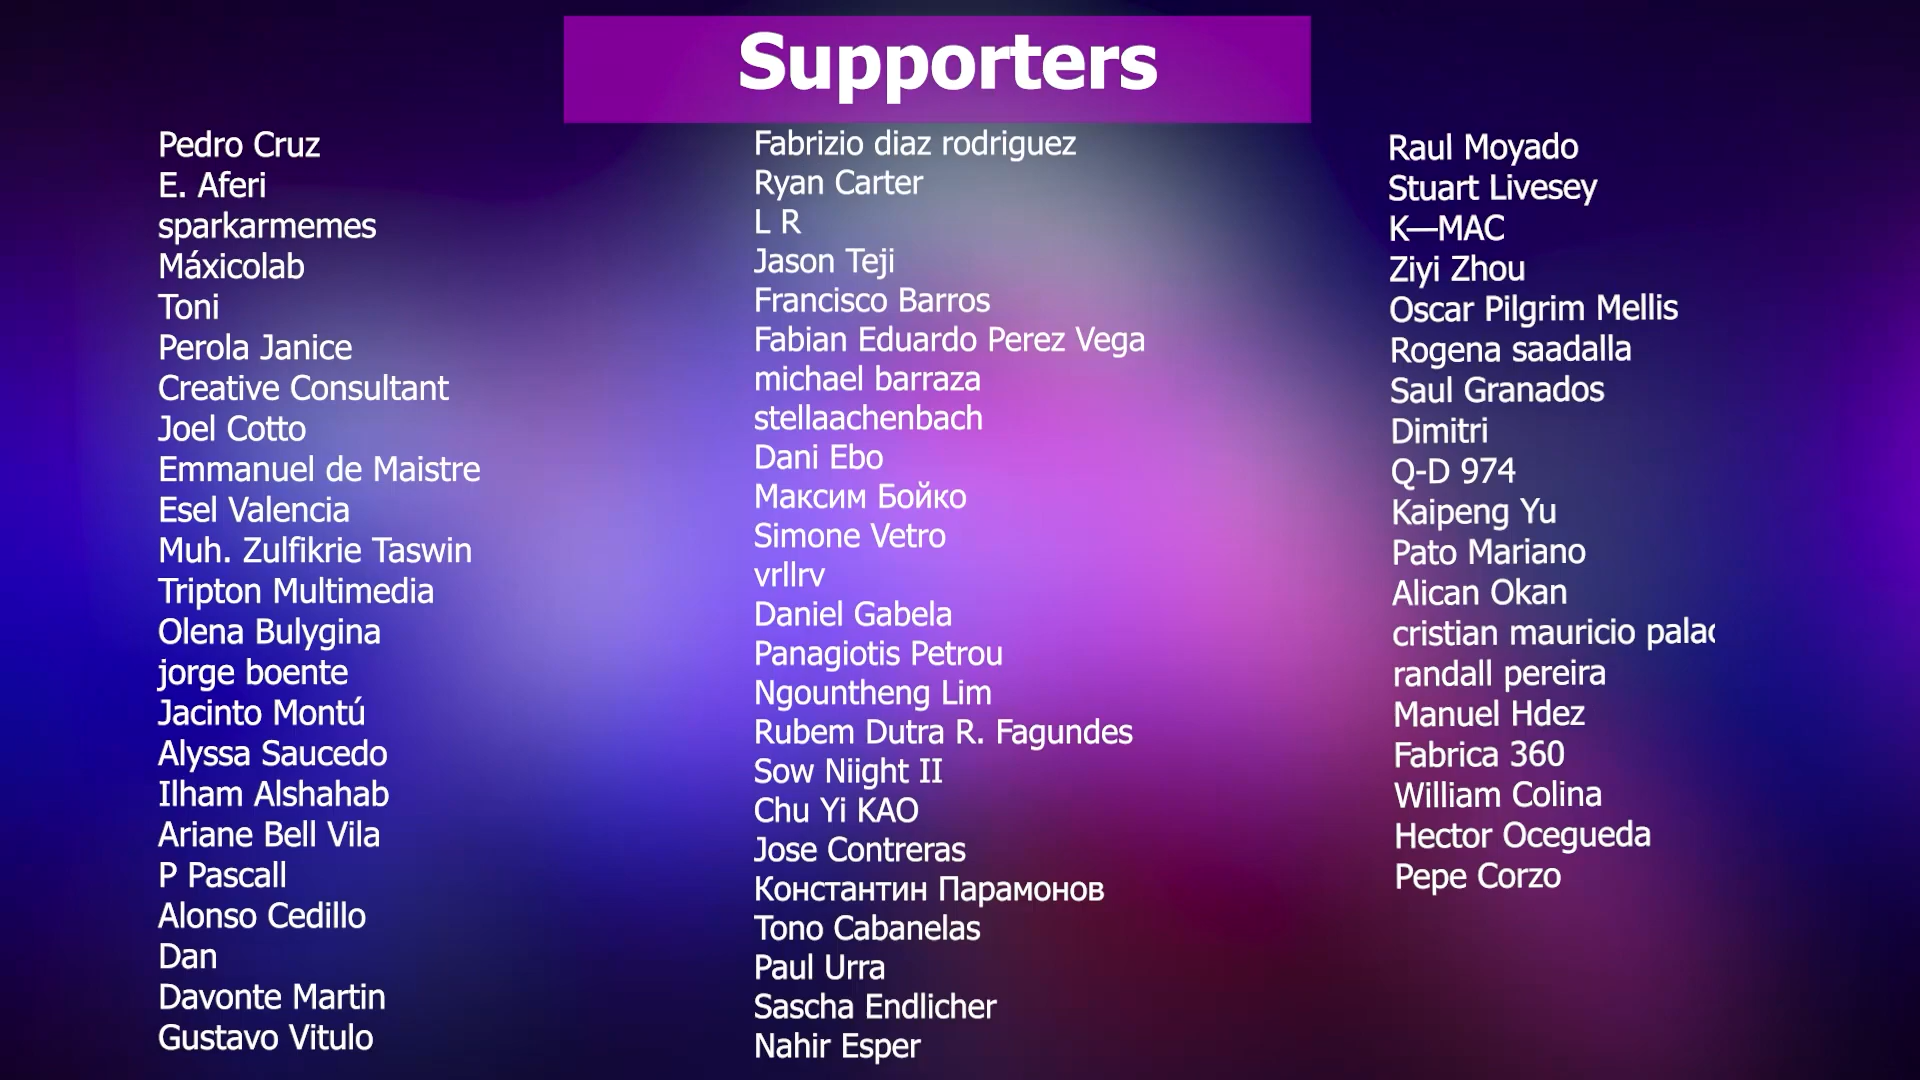 Supporters
Pedro Cruz
E. Aferi
sparkarmemes
Máxicolab
Toni
Perola Janice
Creative Consultant
Joel Cotto
Emmanuel de Maistre
Esel Valencia
Muh. Zulfikrie Taswin
Tripton Multimedia
Olena Bulygina
jorge boente
Jacinto Montú
Alyssa Saucedo
Ilham Alshahab
Ariane Bell Vila
P Pascall
Alonso Cedillo
Dan
Davonte Martin
Gustavo Vitulo
Fabrizio diaz rodriguez
Ryan Carter
L R
Jason Teji
Francisco Barros
Fabian Eduardo Perez Vega
michael barraza
stellaachenbach
Dani Ebo
Максим Бойко
Simone Vetro
vrllrv
Daniel Gabela
Panagiotis Petrou
Ngountheng Lim
Rubem Dutra R. Fagundes
Sow Niight II
Chu Yi KAO
Jose Contreras
Константин Парамонов
Tono Cabanelas
Paul Urra
Sascha Endlicher
Nahir Esper
Raul Moyado
Stuart Livesey
K—MAC
Ziyi Zhou
Oscar Pilgrim Mellis
Rogena saadalla
Saul Granados
Dimitri
Q-D 974
Kaipeng Yu
Pato Mariano
Alican Okan
cristian mauricio
randall pereira
Manuel Hdez
Fabrica 360
William Colina
Hector Ocegueda
Pepe Corzo